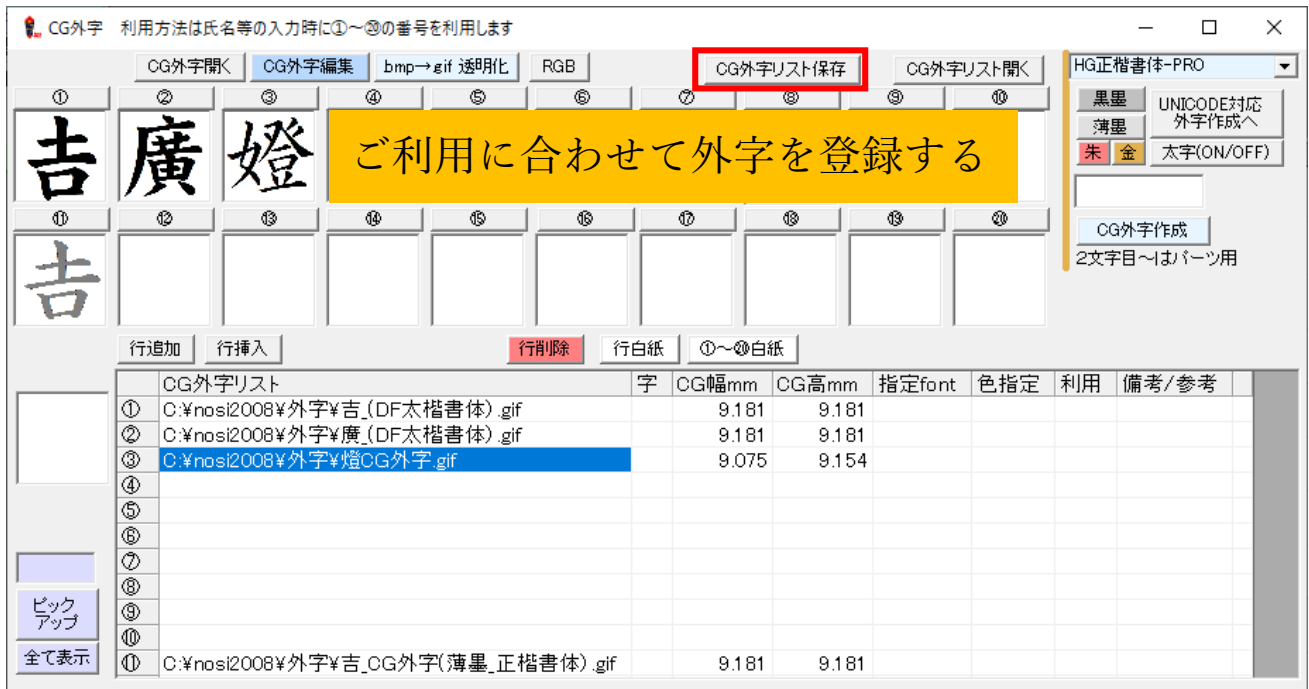 CG外字 利用方法は氏名等の入力時に①～⑳の番号を利用します
CG外字開く CG外字編集 bmp→gif 透明化 RGB CG外字リスト保存 CG外字リスト開く HG正楷書体-PRO
① ② ③ ④ ⑤ ⑥ ⑦ ⑧ ⑨ ⑩
黒墨 UNICODE対応
外字作成へ
薄墨
朱 金 太字(ON/OFF)
𠮷 廣 嬁
ご利用に合わせて外字を登録する
⑪ ⑫ ⑬ ⑭ ⑮ ⑯ ⑰ ⑱ ⑲ ⑳
CG外字作成
2文字目～はパーツ用
𠮷
行追加 行挿入 行削除 行白紙 ①～⑳白紙
CG外字リスト 字 CG幅mm CG高mm 指定font 色指定 利用 備考/参考
① C:¥nosi2008¥外字¥吉_(DF太楷書体).gif 9.181 9.181
② C:¥nosi2008¥外字¥廣_(DF太楷書体).gif 9.181 9.181
③ C:¥nosi2008¥外字¥燈CG外字.gif 9.075 9.154
④
⑤
⑥
⑦
⑧
⑨
⑩
⑪ C:¥nosi2008¥外字¥吉_CG外字(薄墨_正楷書体).gif 9.181 9.181
ピック
アップ
全て表示